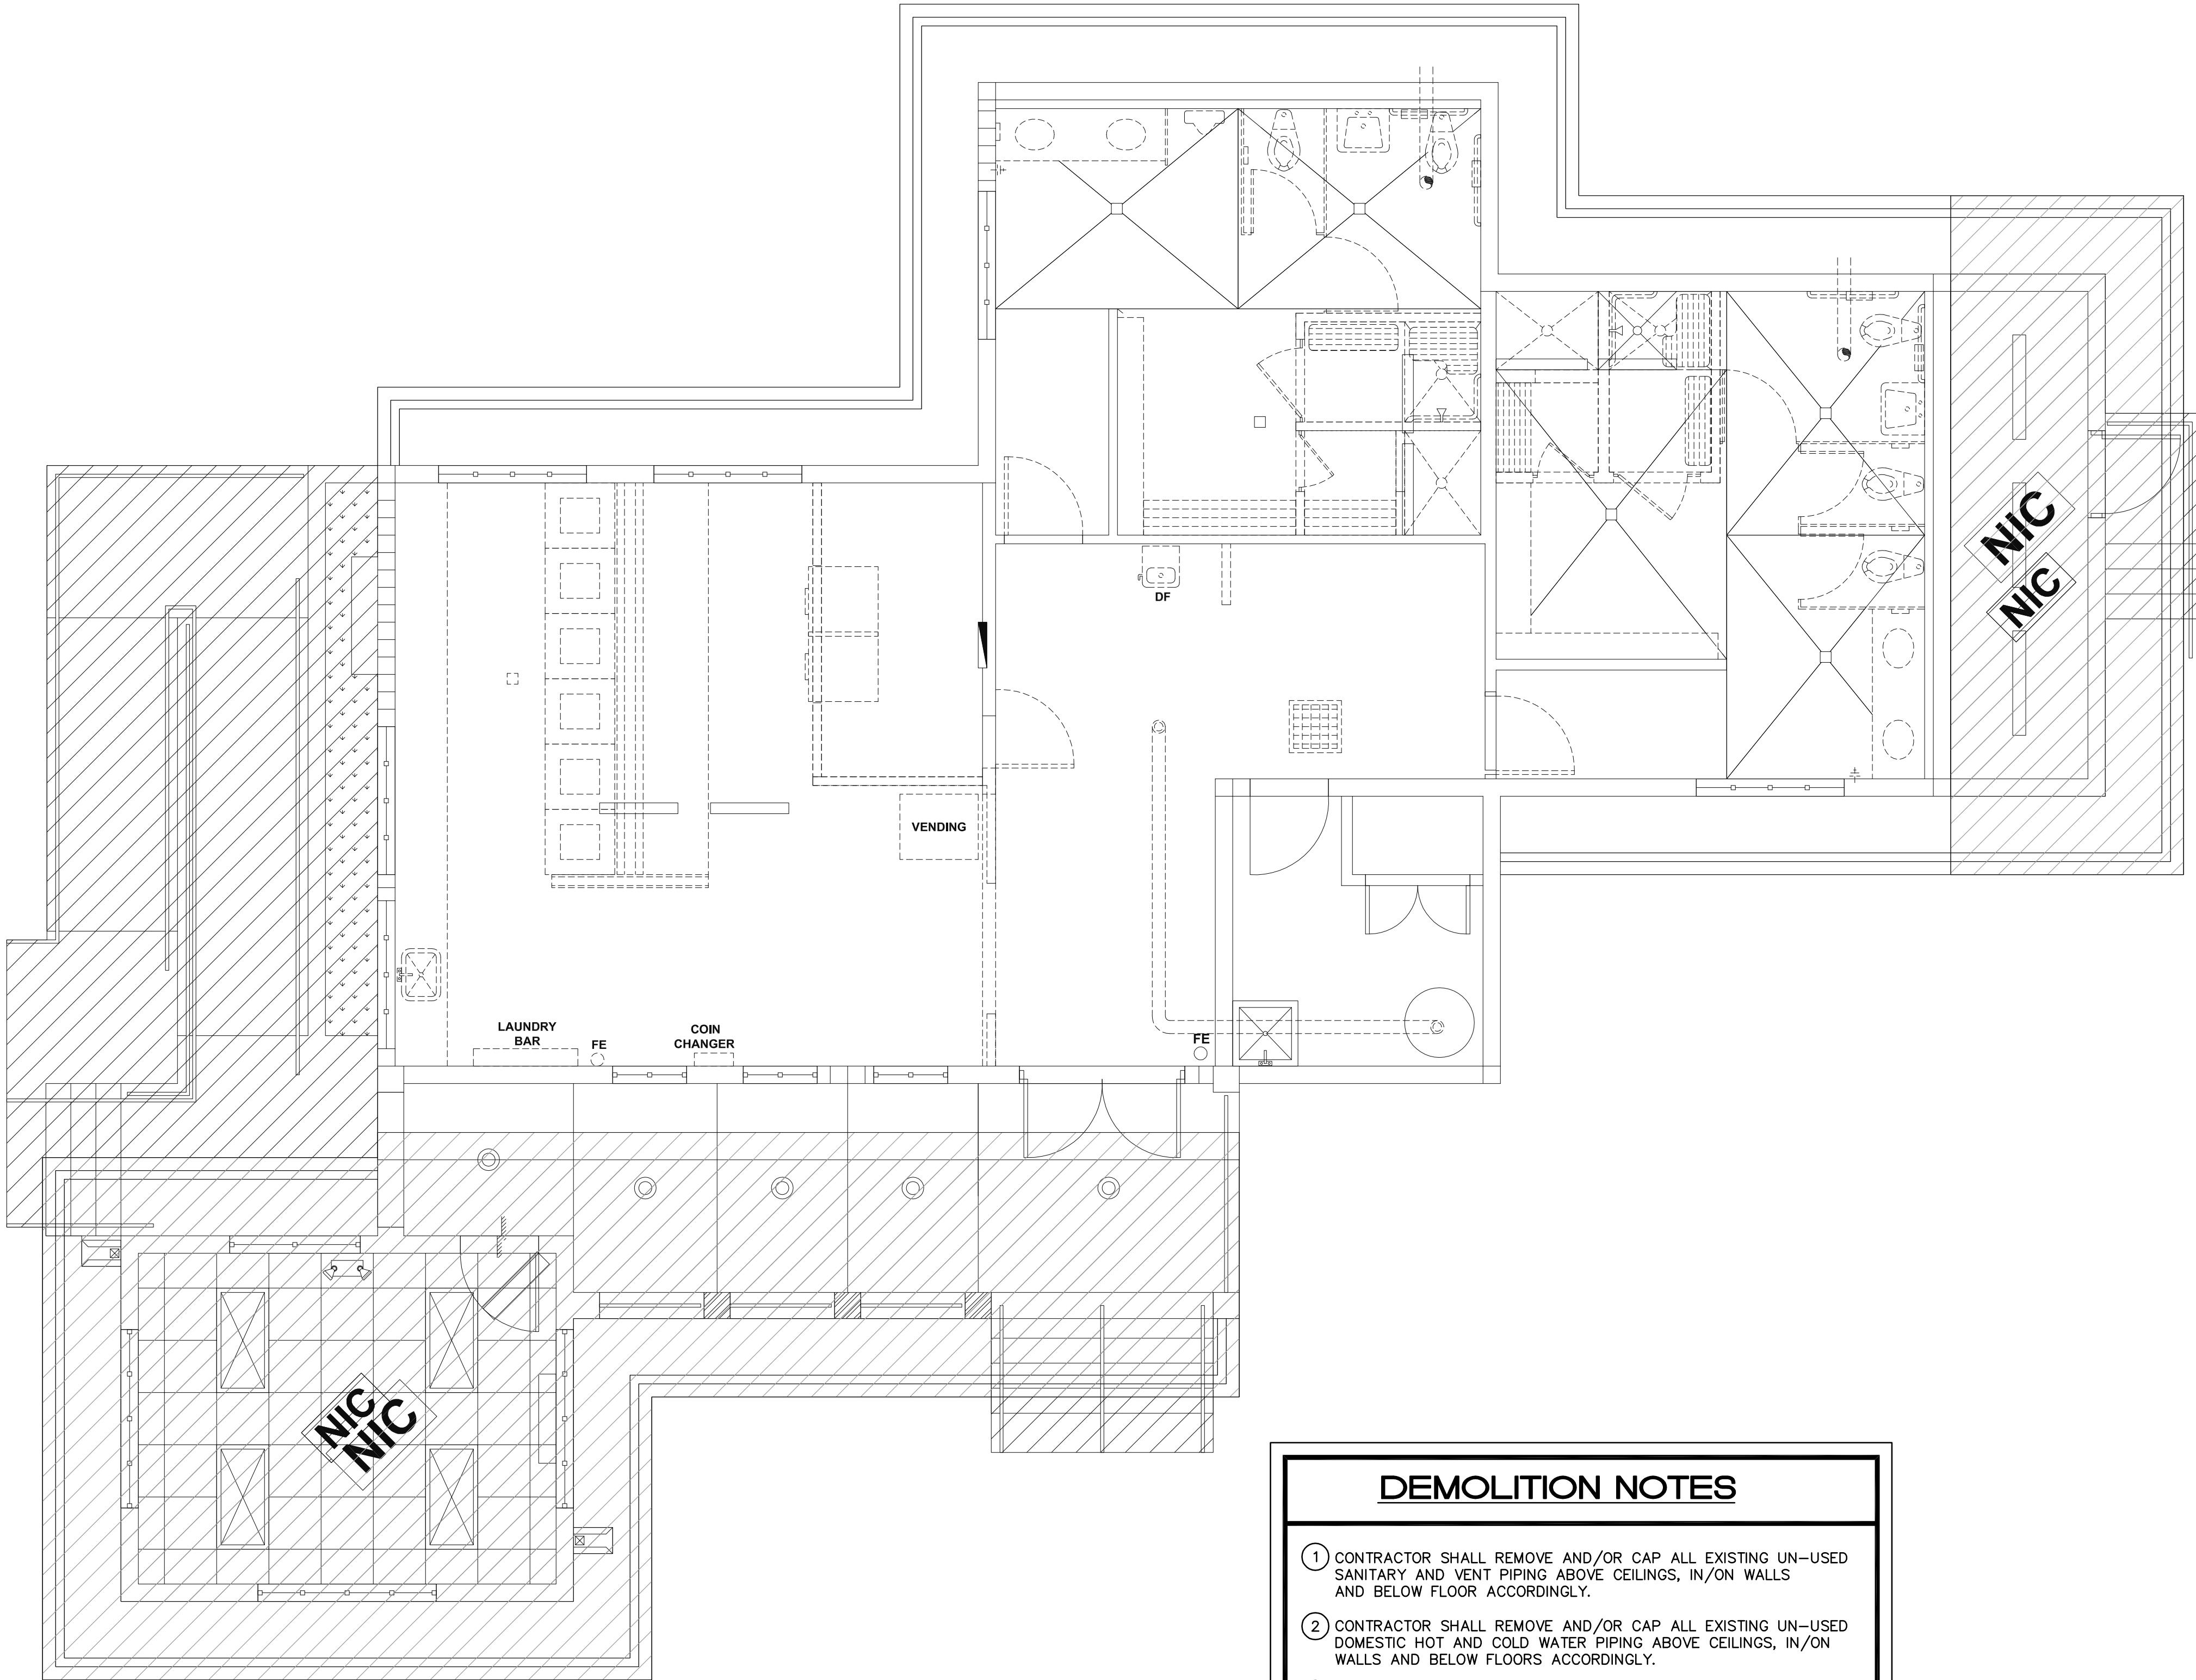 NIC
NIC
DF
VENDING
LAUNDRY
BAR
FE
COIN
CHANGER
FE
NIC
NIC
DEMOLITION NOTES
1 CONTRACTOR SHALL REMOVE AND/OR CAP ALL EXISTING UN-USED
SANITARY AND VENT PIPING ABOVE CEILINGS, IN/ON WALLS
AND BELOW FLOOR ACCORDINGLY.
2 CONTRACTOR SHALL REMOVE AND/OR CAP ALL EXISTING UN-USED
DOMESTIC HOT AND COLD WATER PIPING ABOVE CEILINGS, IN/ON
WALLS AND BELOW FLOORS ACCORDINGLY.